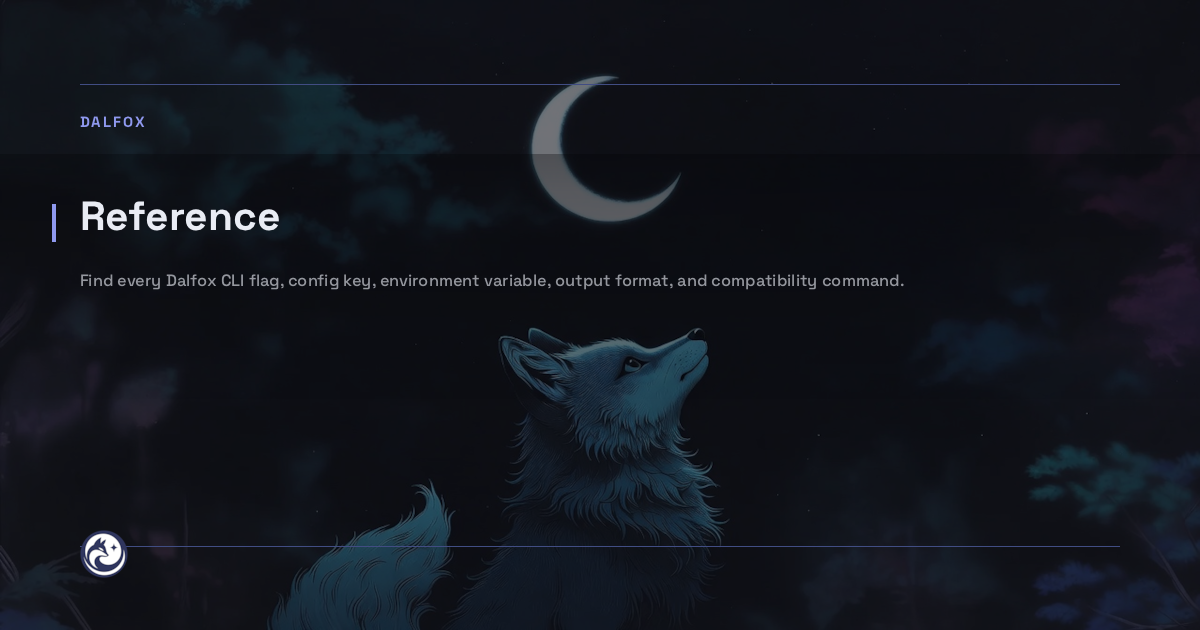 DALFOX
Reference
Find every Dalfox CLI flag, config key, environment variable, output format, and compatibility command.